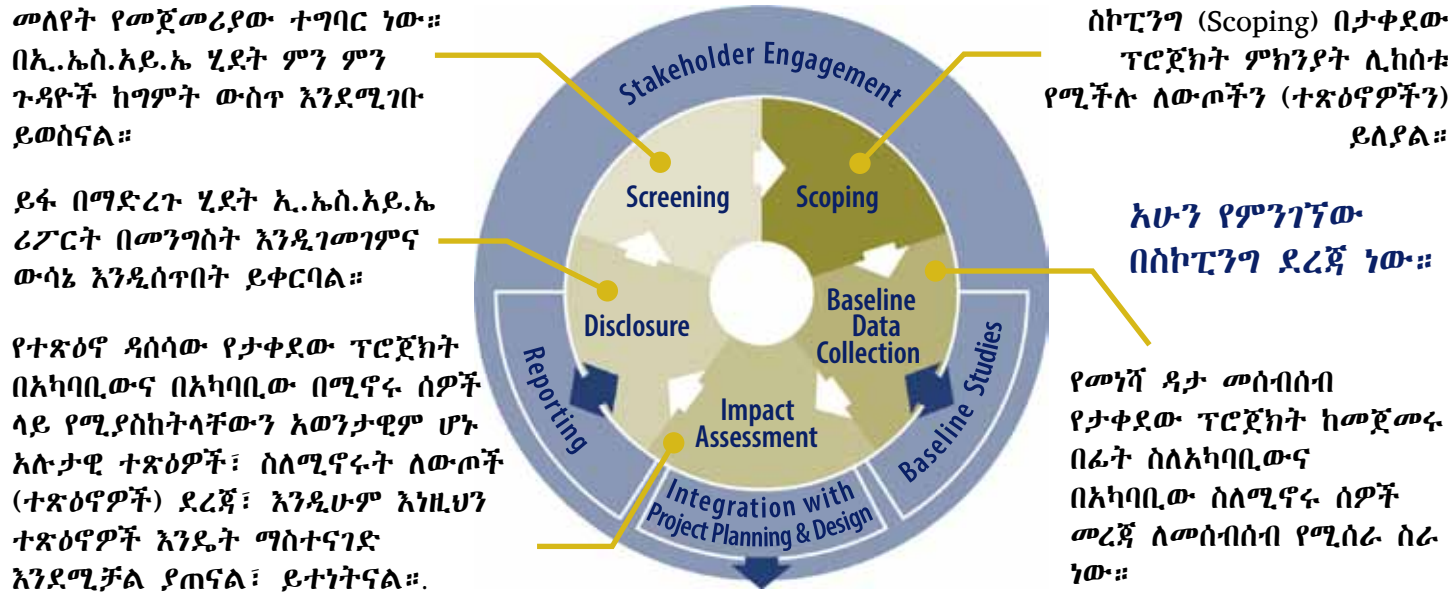 መለየት የመጀመሪያው ተግባር ነው።
በኢ.ኤስ.አይ.ኤ ሂደት ምን ምን
ጉዳዮች ከግምት ውስጥ እንደሚገቡ
ይወስናል።
ይፋ በማድረጉ ሂደት ኢ.ኤስ.አይ.ኤ
ሪፖርት በመንግስት እንዲገመገምና
ውሳኔ እንዲሰጥበት ይቀርባል።
የተጽዕኖ ዳሰሳው የታቀደው ፕሮጀክት
በአካባቢውና በአካባቢው በሚኖሩ ሰዎች
ላይ የሚያስከትላቸውን አወንታዊም ሆኑ
አሉታዊ ተጽዕዎች፣ ስለሚኖሩት ለውጦች
(ተጽዕኖዎች) ደረጃ፣ እንዲሁም እነዚህን
ተጽዕኖዎች እንዴት ማስተናገድ
እንደሚቻል ያጠናል፣ ይተነትናል።.
Stakeholder Engagement
Screening
Scoping
Disclosure
Baseline
Data
Collection
Impact
Assessment
Reporting
Baseline Studies
Integration with
Project Planning & Design
ስኮፒንግ (Scoping) በታቀደው
ፕሮጀክት ምክንያት ሊከሰቱ
የሚችሉ ለውጦችን (ተጽዕኖዎችን)
ይለያል።
አሁን የምንገኘው
በስኮፒንግ ደረጃ ነው።
የመነሻ ዳታ መሰብሰብ
የታቀደው ፕሮጀክት ከመጀመሩ
በፊት ስለአካባቢውና
በአካባቢው ስለሚኖሩ ሰዎች
መረጃ ለመሰብሰብ የሚሰራ ስራ
ነው።